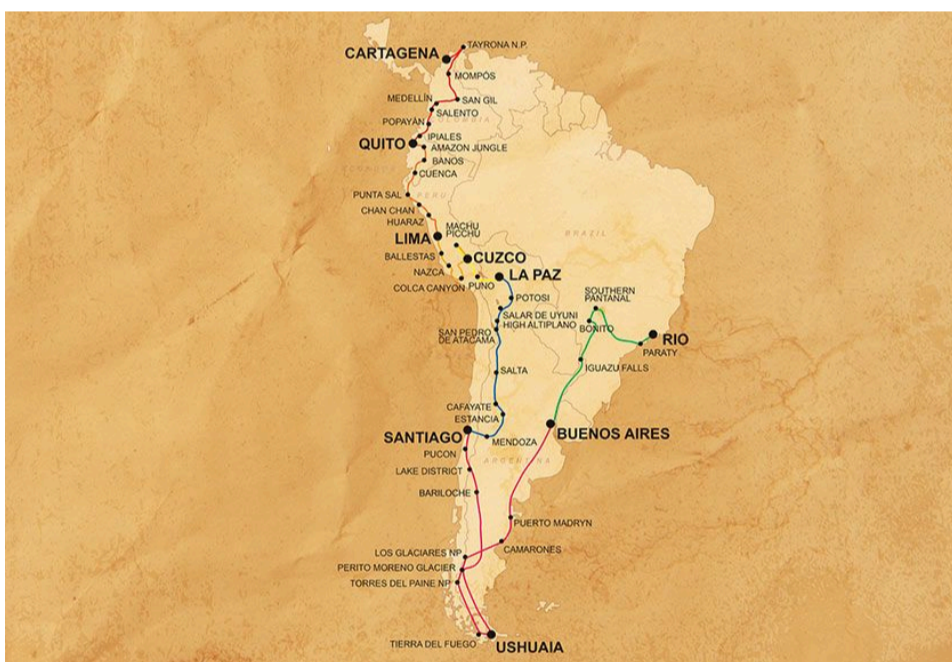 TAYRONA N.P.
CARTAGENA
MOMPÓS
MEDELLÍN
SAN GIL
SALENTO
POPAYÁN
COLOMBIA
IPIALES
QUITO
AMAZON JUNGLE
BANOS
ECUADOR
CUENCA
PUNTA SAL
PERU
CHAN CHAN
HUARAZ
MACHU
PICCHU
BRAZIL
LIMA
BALLESTAS
CUZCO
NAZCA
LA PAZ
PUNO
COLCA CANYON
SOUTHERN
PANTANAL
POTOSI
SALAR DE UYUNI
HIGH ALTIPLANO
SAN PEDRO
DE ATACAMA
BONITO
RIO
PARATY
IGUAZU FALLS
SALTA
CAFAYATE
ESTANCIA
SANTIAGO
BUENOS AIRES
MENDOZA
PUCON
ARGENTINA
LAKE DISTRICT
BARILOCHE
PUERTO MADRYN
CAMARONES
LOS GLACIARES NP
PERITO MORENO GLACIER
TORRES DEL PAINE NP
TIERRA DEL FUEGO
USHUAIA